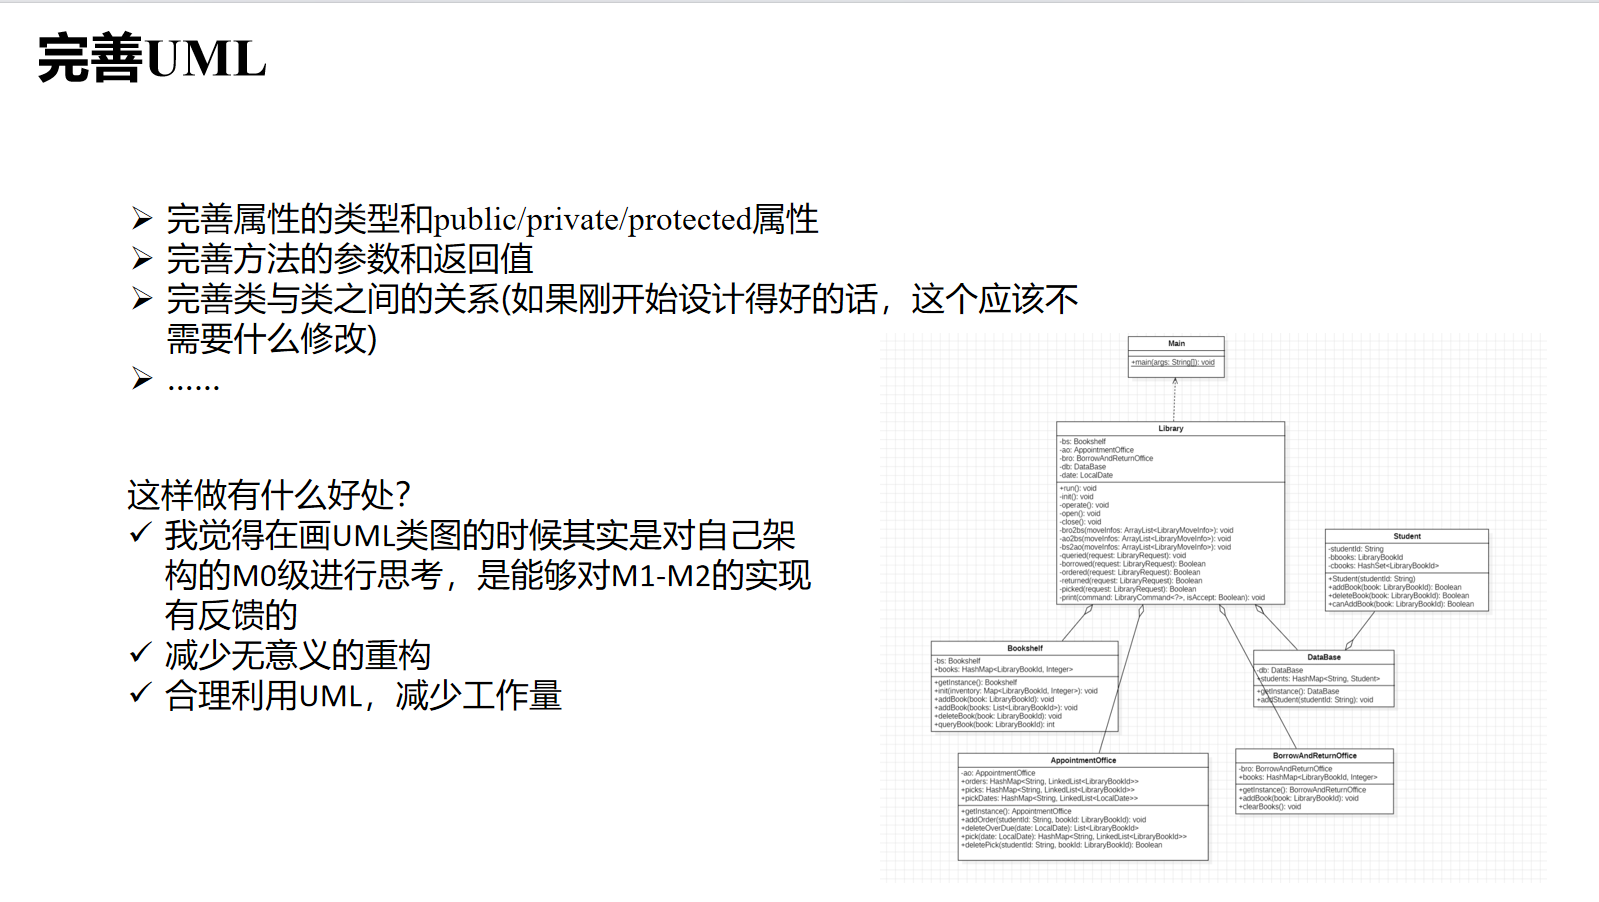 完善UML
➢ 完善属性的类型和public/private/protected属性
➢ 完善方法的参数和返回值
➢ 完善类与类之间的关系(如果刚开始设计得好的话，这个应该不
需要什么修改)
➢ ……
这样做有什么好处？
✓ 我觉得在画UML类图的时候其实是对自己架
构的M0级进行思考，是能够对M1-M2的实现
有反馈的
✓ 减少无意义的重构
✓ 合理利用UML，减少工作量
Main
+main(args: String[]): void
Library
-bs: Bookshelf
-ao: AppointmentOffice
-bro: BorrowAndReturnOffice
-db: DataBase
-date: LocalDate
+run(): void
-init(): void
-operate(): void
-open(): void
-close(): void
-bro2bs(moveInfos: ArrayList<LibraryMoveInfo>): void
-ao2bs(moveInfos: ArrayList<LibraryMoveInfo>): void
-bs2ao(moveInfos: ArrayList<LibraryMoveInfo>): void
-queried(request: LibraryRequest): void
-borrowed(request: LibraryRequest): Boolean
-ordered(request: LibraryRequest): Boolean
-returned(request: LibraryRequest): Boolean
-picked(request: LibraryRequest): Boolean
-print(command: LibraryCommand<?>, isAccept: Boolean): void
Student
-studentId: String
-bbooks: LibraryBookId
-cbooks: HashSet<LibraryBookId>
+Student(studentId: String)
+addBook(book: LibraryBookId): Boolean
+deleteBook(book: LibraryBookId): Boolean
+canAddBook(book: LibraryBookId): Boolean
Bookshelf
-bs: Bookshelf
+books: HashMap<LibraryBookId, Integer>
+getInstance(): Bookshelf
+init(inventory: Map<LibraryBookId, Integer>): void
+addBook(book: LibraryBookId): void
+addBook(books: List<LibraryBookId>): void
+deleteBook(book: LibraryBookId): void
+queryBook(book: LibraryBookId): int
DataBase
-db: DataBase
+students: HashMap<String, Student>
+getInstance(): DataBase
+addStudent(studentId: String): void
AppointmentOffice
-ao: AppointmentOffice
+orders: HashMap<String, LinkedList<LibraryBookId>>
+picks: HashMap<String, LinkedList<LibraryBookId>>
+pickDates: HashMap<String, LinkedList<LocalDate>>
+getInstance(): AppointmentOffice
+addOrder(studentId: String, bookId: LibraryBookId): void
+deleteOverDue(date: LocalDate): List<LibraryBookId>
+pick(date: LocalDate): HashMap<String, LinkedList<LibraryBookId>>
+deletePick(studentId: String, bookId: LibraryBookId): Boolean
BorrowAndReturnOffice
-bro: BorrowAndReturnOffice
+books: HashMap<LibraryBookId, Integer>
+getInstance(): BorrowAndReturnOffice
+addBook(book: LibraryBookId): void
+clearBooks(): void